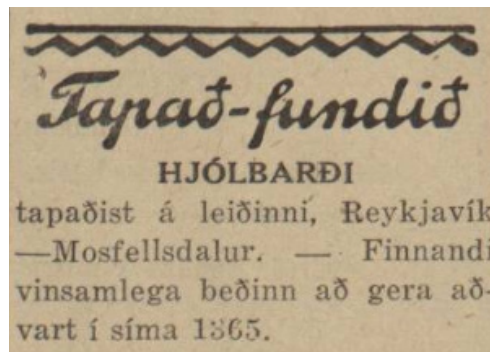 Tapað-fundið
HJÓLBARÐI
tapaðist á leiðinni, Reykjavík
—Mosfellsdalur. — Finnandi
vinsamlega beðinn að gera að-
vart í síma 1365.